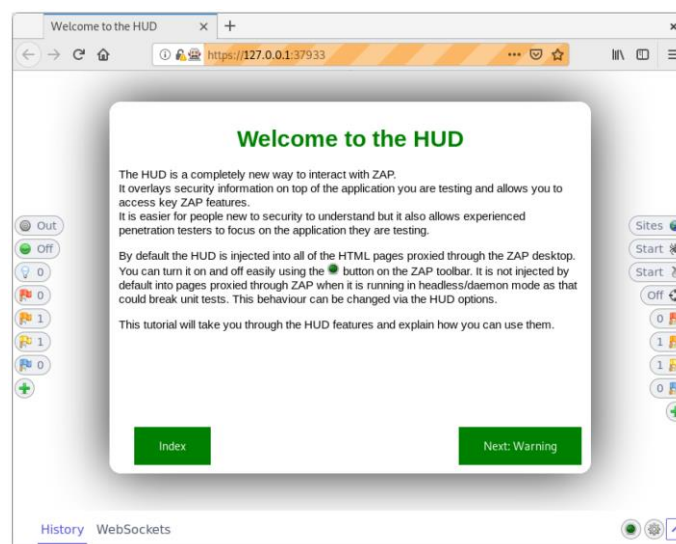 Welcome to the HUD × +
https://127.0.0.1:37933
Welcome to the HUD
The HUD is a completely new way to interact with ZAP.
It overlays security information on top of the application you are testing and allows you to
access key ZAP features.
It is easier for people new to security to understand but it also allows experienced
penetration testers to focus on the application they are testing.
By default the HUD is injected into all of the HTML pages proxied through the ZAP desktop.
You can turn it on and off easily using the button on the ZAP toolbar. It is not injected by
default into pages proxied through ZAP when it is running in headless/daemon mode as that
could break unit tests. This behaviour can be changed via the HUD options.
This tutorial will take you through the HUD features and explain how you can use them.
Index
Next: Warning
Out
Off
0
0
1
1
0
Sites
Start
Start
Off
0
1
1
0
History WebSockets